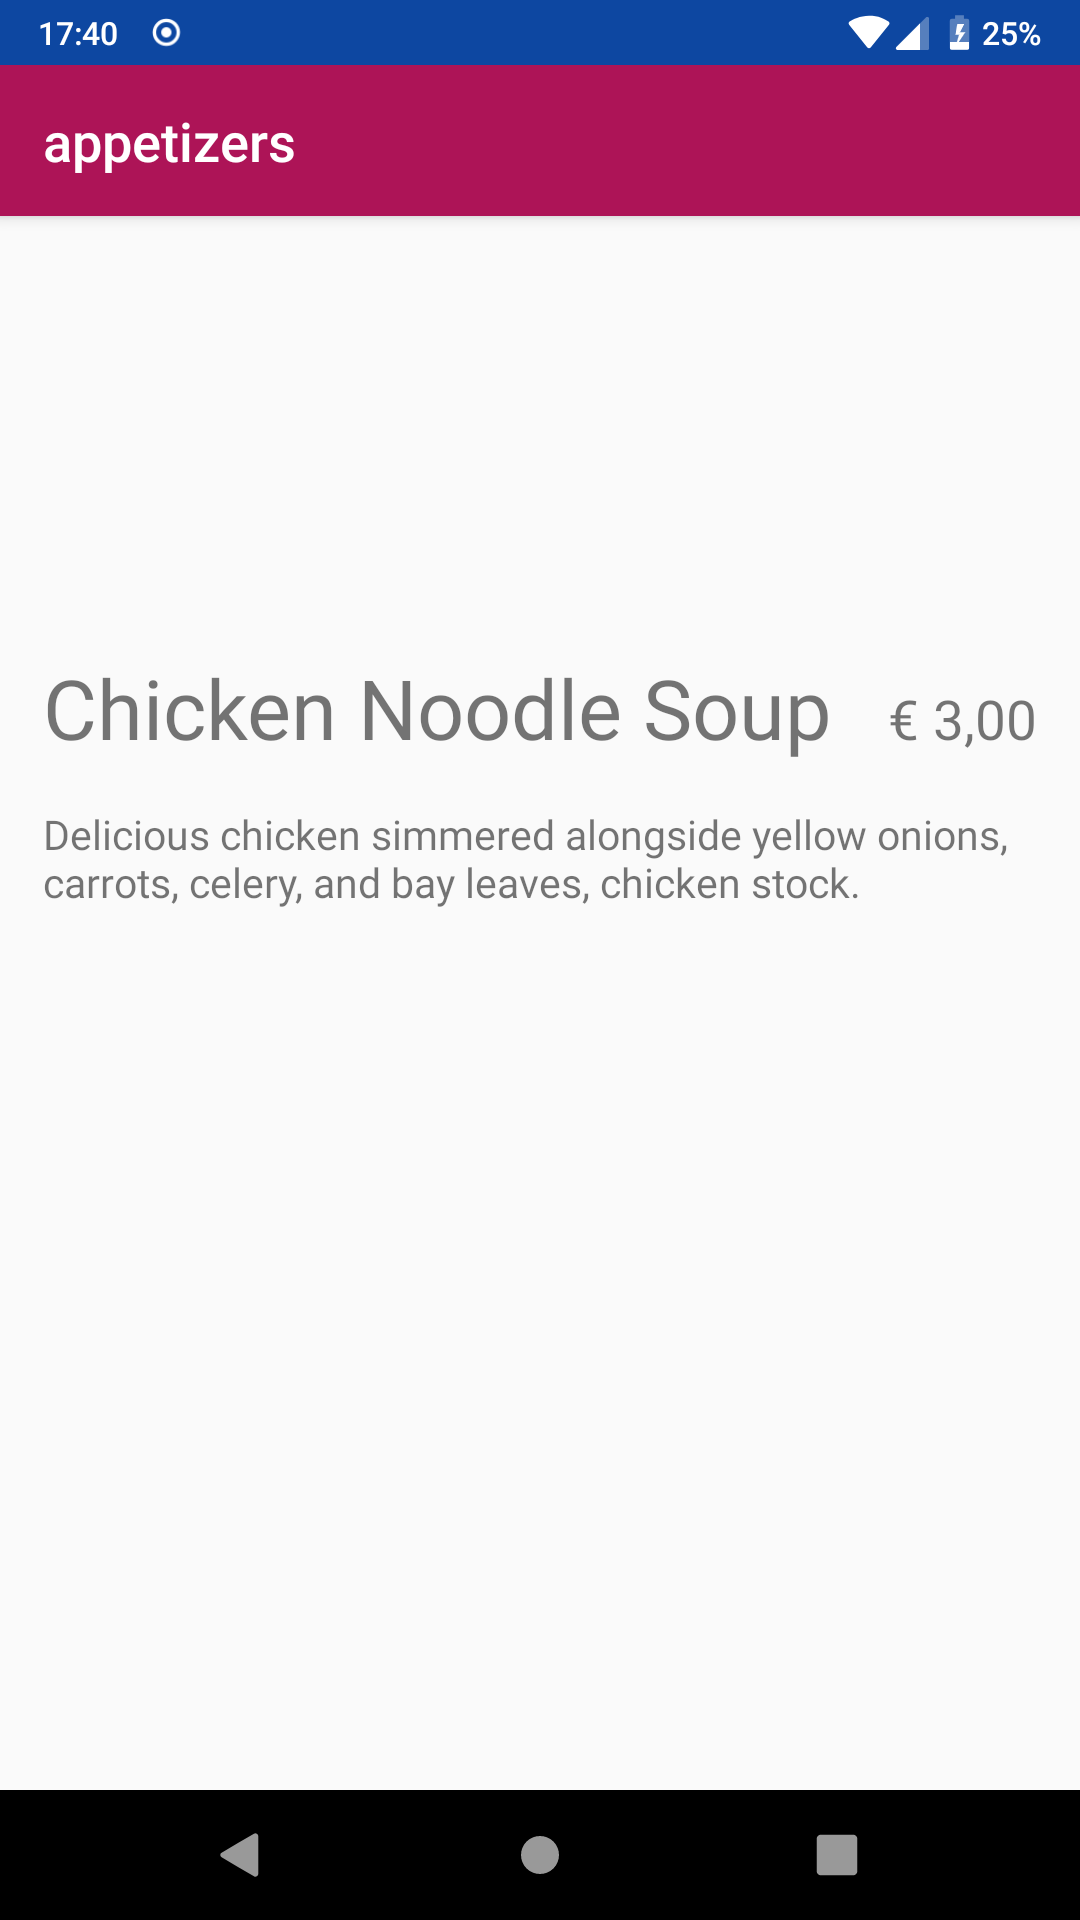 17:40 25%
appetizers
Chicken Noodle Soup € 3,00
Delicious chicken simmered alongside yellow onions,
carrots, celery, and bay leaves, chicken stock.